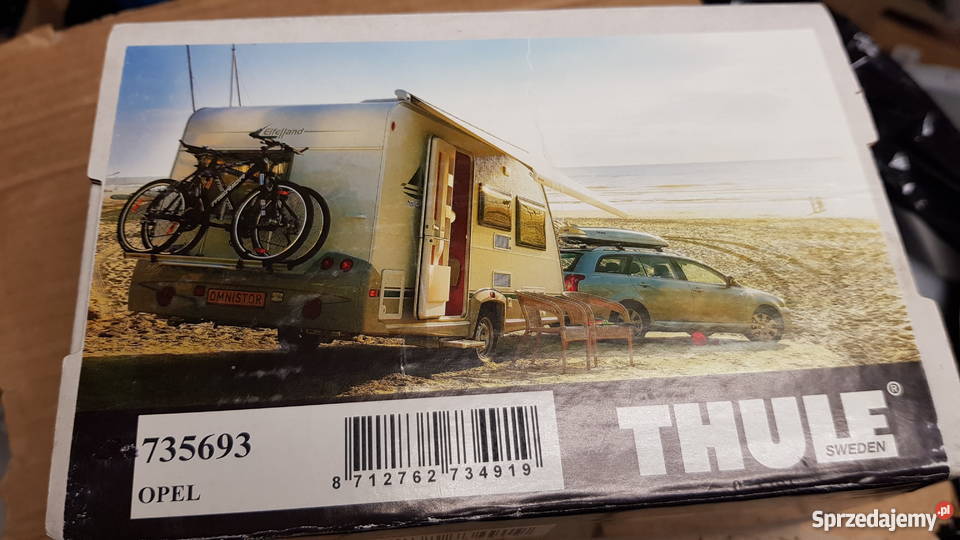 Eifelland
OMNISTOR
735693
OPEL
8 712762 734919
THULE®
SWEDEN
Sprzedajemy.pl